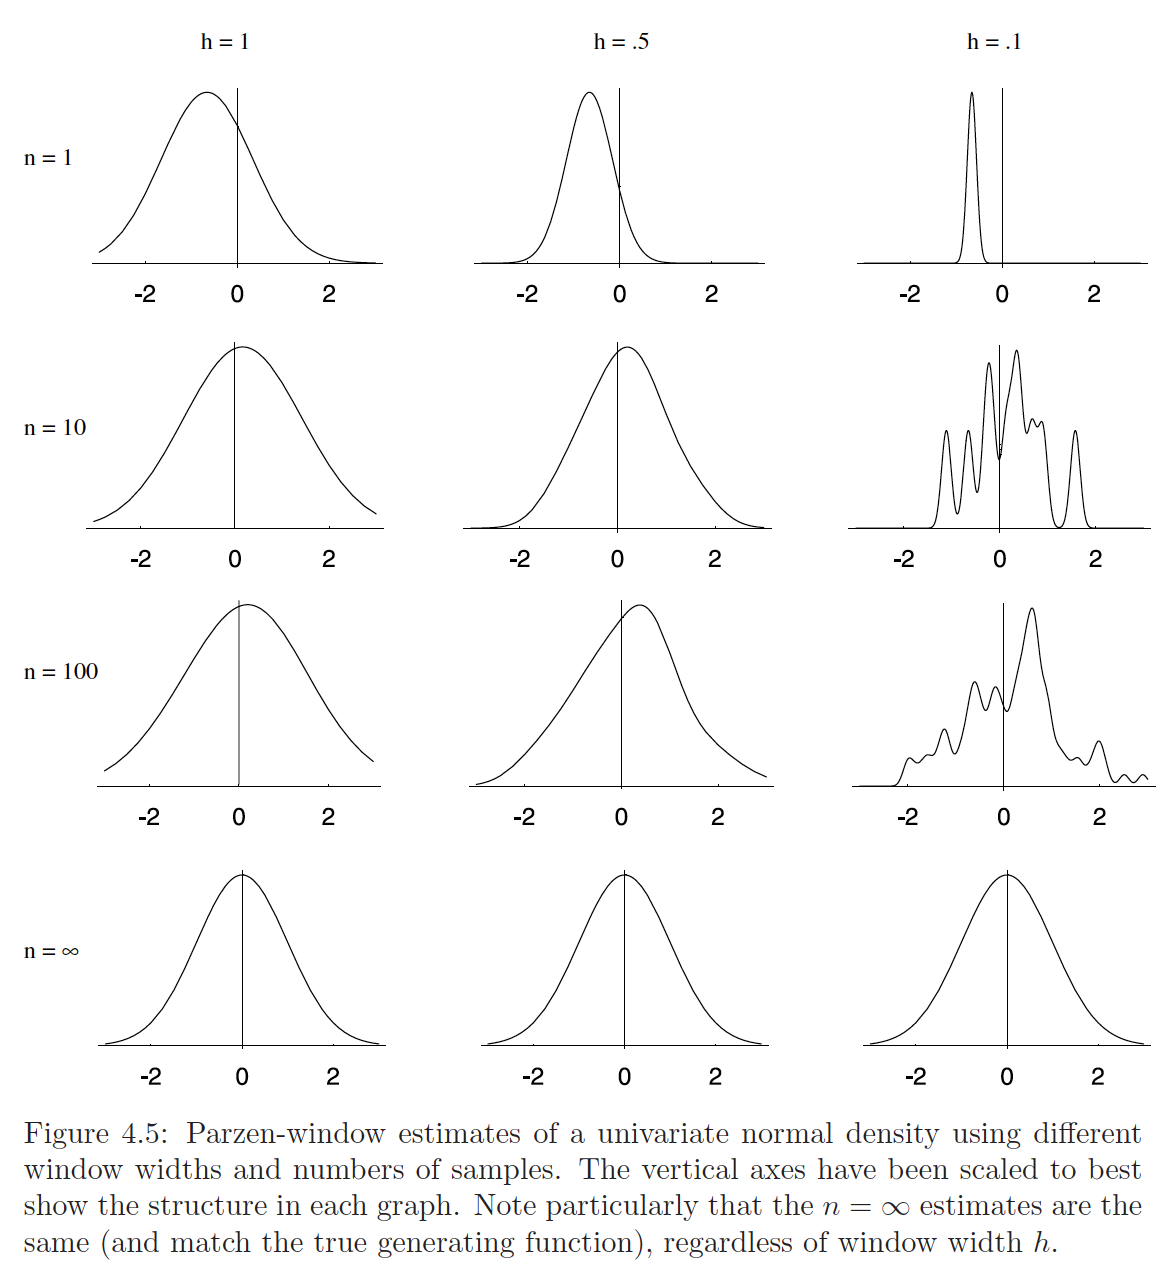 h = 1 h = .5 h = .1
n = 1
-2 0 2 -2 0 2 -2 0 2
n = 10
-2 0 2 -2 0 2 -2 0 2
n = 100
-2 0 2 -2 0 2 -2 0 2
n = ∞
-2 0 2 -2 0 2 -2 0 2
Figure 4.5: Parzen-window estimates of a univariate normal density using different
window widths and numbers of samples. The vertical axes have been scaled to best
show the structure in each graph. Note particularly that the n = ∞ estimates are the
same (and match the true generating function), regardless of window width h.